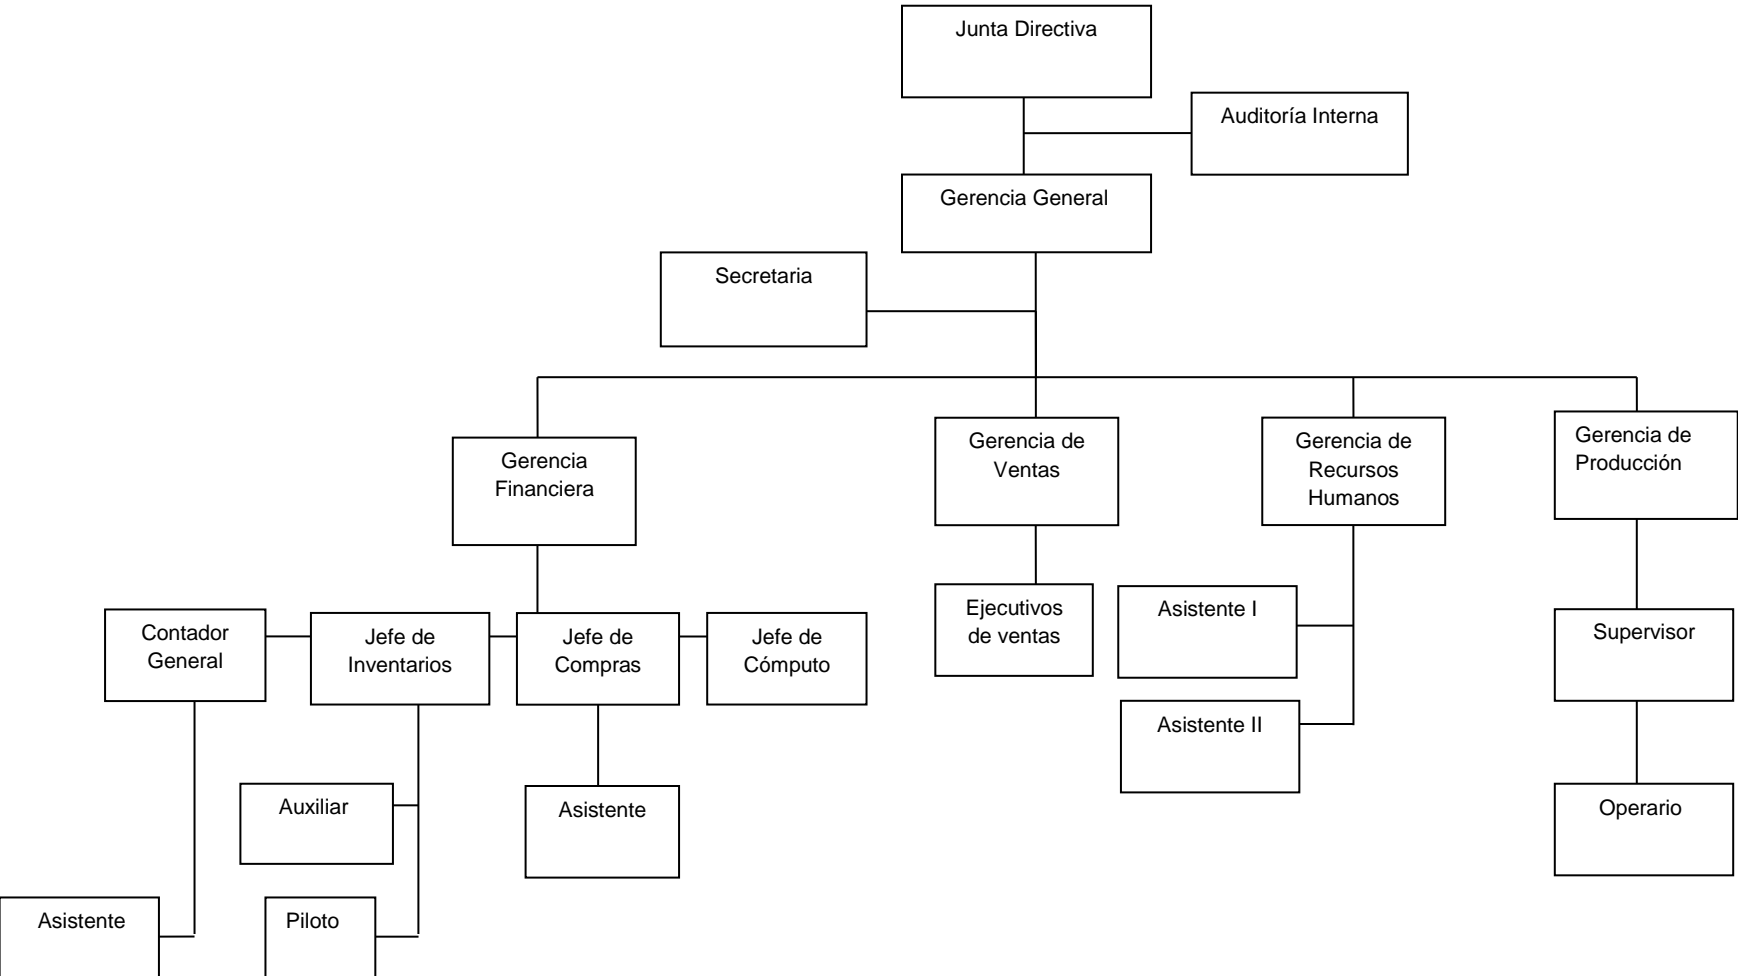 Junta Directiva
Auditoría Interna
Gerencia General
Secretaria
Gerencia
Financiera
Gerencia de
Ventas
Gerencia de
Recursos
Humanos
Gerencia de
Producción
Contador
General
Jefe de
Inventarios
Jefe de
Compras
Jefe de
Cómputo
Ejecutivos
de ventas
Asistente I
Supervisor
Asistente II
Auxiliar
Asistente
Operario
Asistente
Piloto